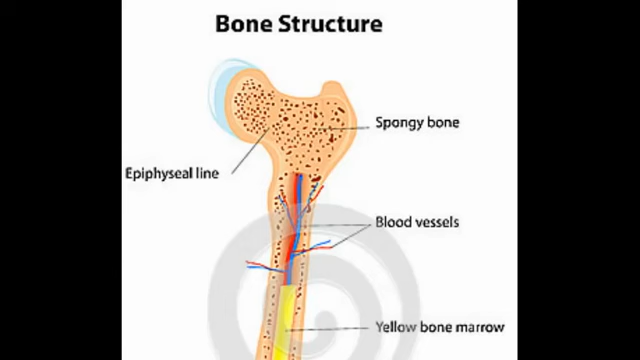 Bone Structure
Spongy bone
Epiphyseal line
Blood vessels
Yellow bone marrow